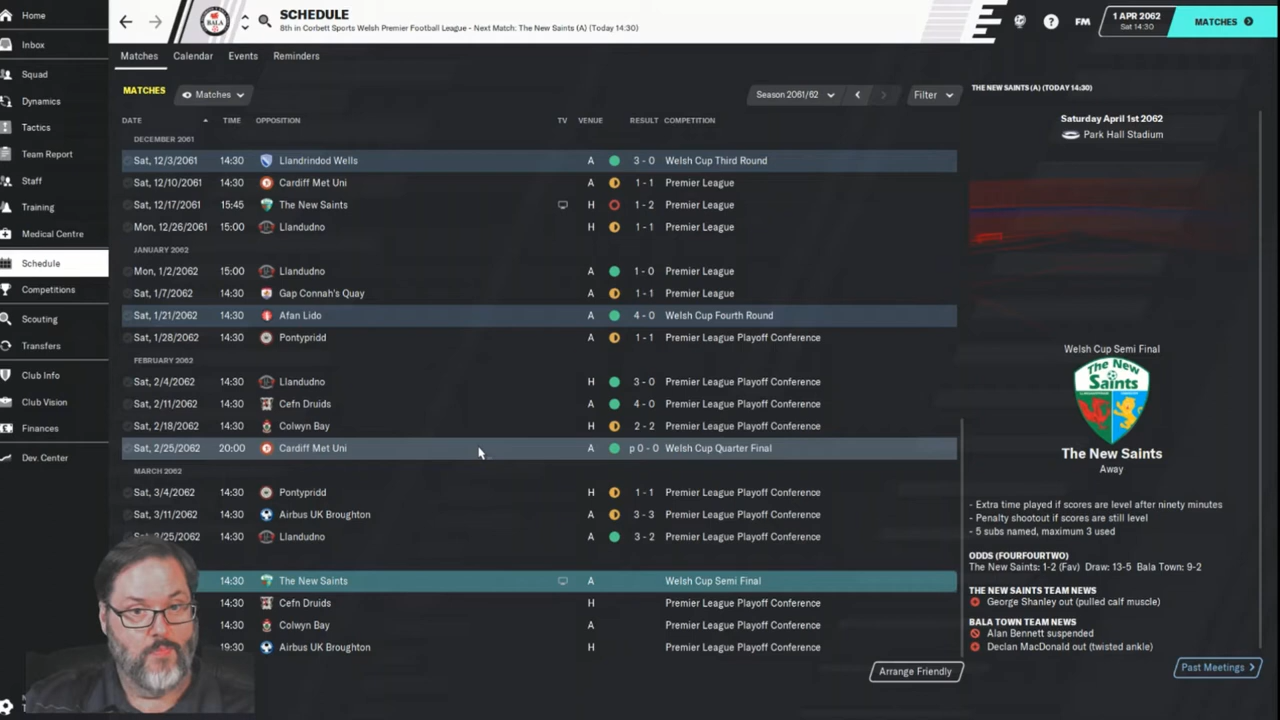 Home
Inbox
Squad
Dynamics
Tactics
Team Report
Staff
Training
Medical Centre
Schedule
Competitions
Scouting
Transfers
Club Info
Club Vision
Finances
Dev. Center
BALA
SCHEDULE
8th in Corbett Sports Welsh Premier Football League - Next Match: The New Saints (A) (Today 14:30)
? FM 1 APR 2062 Sat 14:30 MATCHES
Matches Calendar Events Reminders
MATCHES Matches Season 2061/62 Filter
DATE TIME OPPOSITION TV VENUE RESULT COMPETITION
DECEMBER 2061
Sat, 12/3/2061 14:30 Llandrindod Wells A 3 - 0 Welsh Cup Third Round
Sat, 12/10/2061 14:30 Cardiff Met Uni A 1 - 1 Premier League
Sat, 12/17/2061 15:45 The New Saints H 1 - 2 Premier League
Mon, 12/26/2061 15:00 Llandudno H 1 - 1 Premier League
JANUARY 2062
Mon, 1/2/2062 15:00 Llandudno A 1 - 0 Premier League
Sat, 1/7/2062 14:30 Gap Connah's Quay A 1 - 1 Premier League
Sat, 1/21/2062 14:30 Afan Lido A 4 - 0 Welsh Cup Fourth Round
Sat, 1/28/2062 14:30 Pontypridd A 1 - 1 Premier League Playoff Conference
FEBRUARY 2062
Sat, 2/4/2062 14:30 Llandudno H 3 - 0 Premier League Playoff Conference
Sat, 2/11/2062 14:30 Cefn Druids A 4 - 0 Premier League Playoff Conference
Sat, 2/18/2062 14:30 Colwyn Bay H 2 - 2 Premier League Playoff Conference
Sat, 2/25/2062 20:00 Cardiff Met Uni A p 0 - 0 Welsh Cup Quarter Final
MARCH 2062
Sat, 3/4/2062 14:30 Pontypridd H 1 - 1 Premier League Playoff Conference
Sat, 3/11/2062 14:30 Airbus UK Broughton A 3 - 3 Premier League Playoff Conference
3/25/2062 14:30 Llandudno A 3 - 2 Premier League Playoff Conference
14:30 The New Saints A Welsh Cup Semi Final
14:30 Cefn Druids H Premier League Playoff Conference
14:30 Colwyn Bay A Premier League Playoff Conference
19:30 Airbus UK Broughton H Premier League Playoff Conference
Arrange Friendly
THE NEW SAINTS (A) (TODAY 14:30)
Saturday April 1st 2062
Park Hall Stadium
Welsh Cup Semi Final
The New Saints
The New Saints
Away
- Extra time played if scores are level after ninety minutes
- Penalty shootout if scores are still level
- 5 subs named, maximum 3 used
ODDS (FOURFOURTWO)
The New Saints: 1-2 (Fav) Draw: 13-5 Bala Town: 9-2
THE NEW SAINTS TEAM NEWS
George Shanley out (pulled calf muscle)
BALA TOWN TEAM NEWS
Alan Bennett suspended
Declan MacDonald out (twisted ankle)
Past Meetings